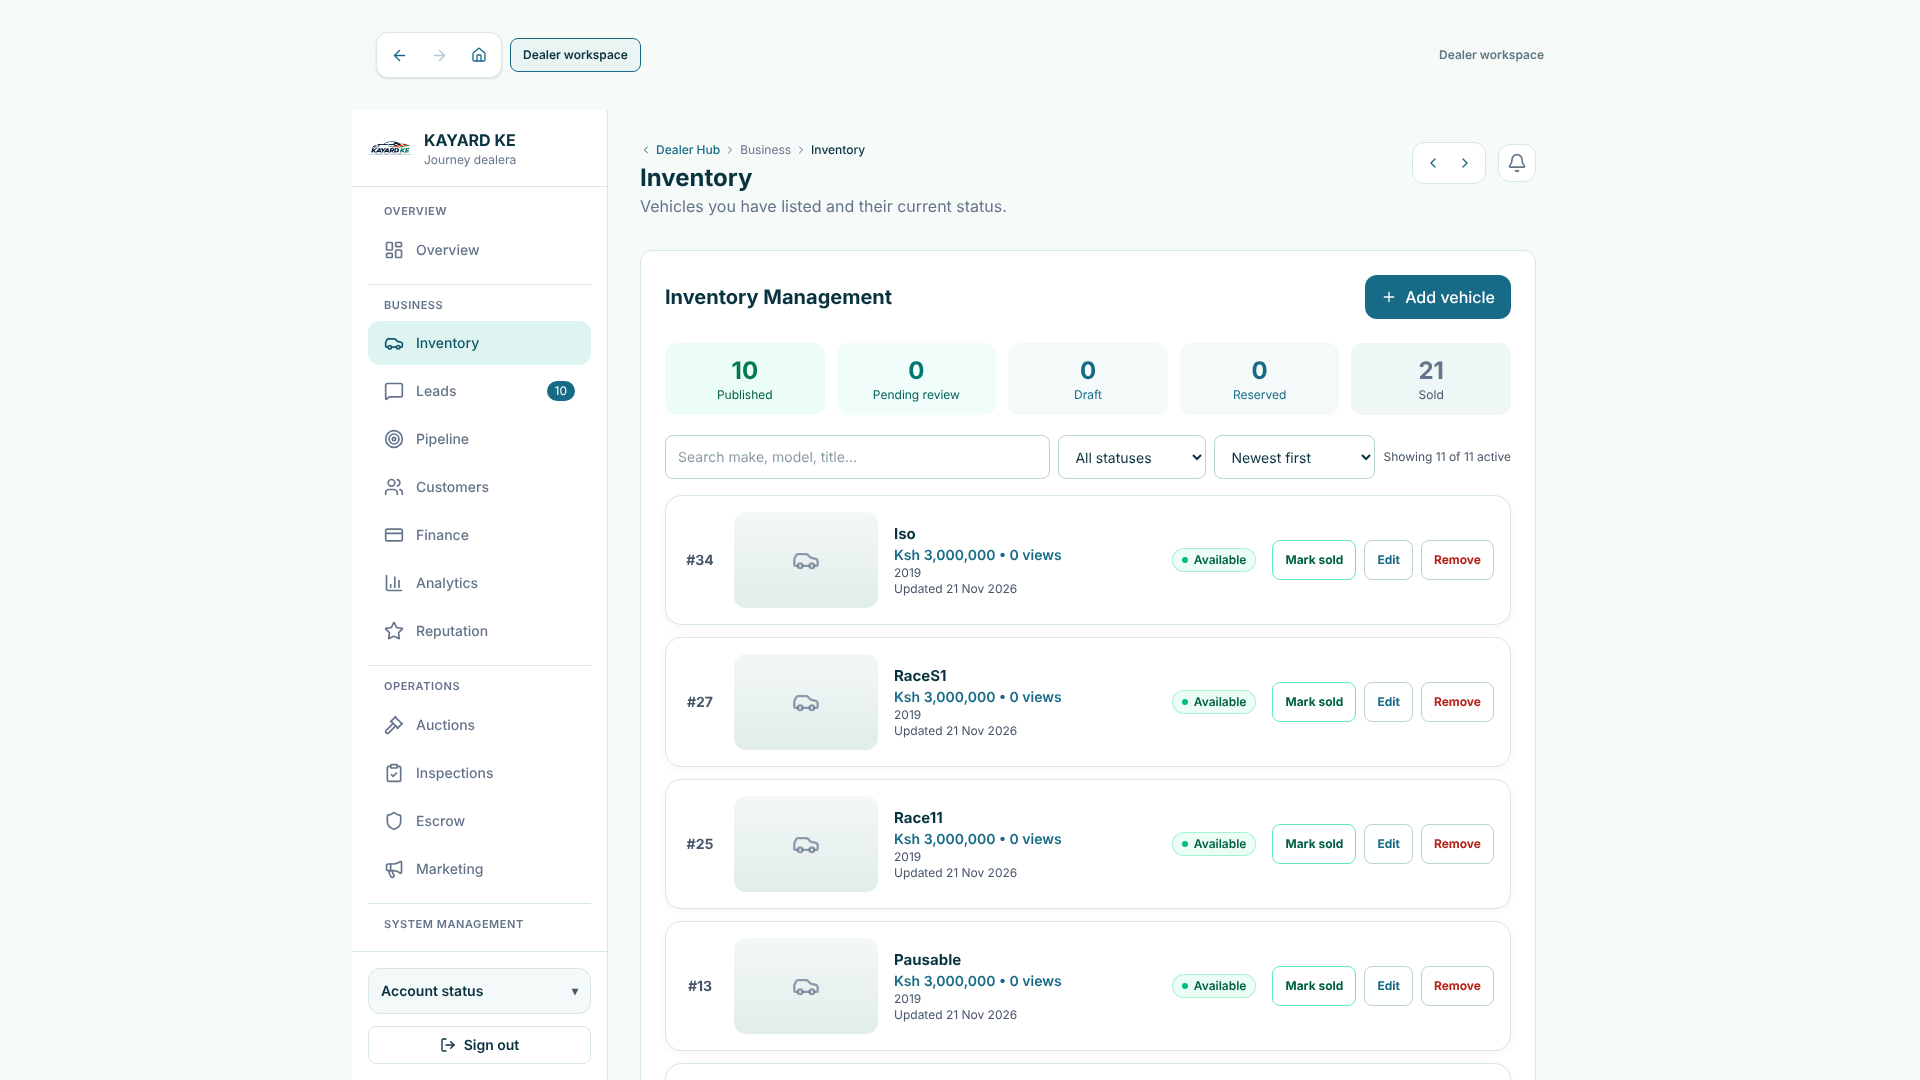 Dealer workspace
Dealer workspace
KAYARD KE
KAYARD KE
Journey dealera
OVERVIEW
Overview
BUSINESS
Inventory
Leads 10
Pipeline
Customers
Finance
Analytics
Reputation
OPERATIONS
Auctions
Inspections
Escrow
Marketing
SYSTEM MANAGEMENT
Account status
Sign out
Dealer Hub Business Inventory
Inventory
Vehicles you have listed and their current status.
Inventory Management
+ Add vehicle
10
Published
0
Pending review
0
Draft
0
Reserved
21
Sold
Search make, model, title...
All statuses
Newest first
Showing 11 of 11 active
#34
Iso
Ksh 3,000,000 • 0 views
2019
Updated 21 Nov 2026
Available
Mark sold
Edit
Remove
#27
RaceS1
Ksh 3,000,000 • 0 views
2019
Updated 21 Nov 2026
Available
Mark sold
Edit
Remove
#25
Race11
Ksh 3,000,000 • 0 views
2019
Updated 21 Nov 2026
Available
Mark sold
Edit
Remove
#13
Pausable
Ksh 3,000,000 • 0 views
2019
Updated 21 Nov 2026
Available
Mark sold
Edit
Remove